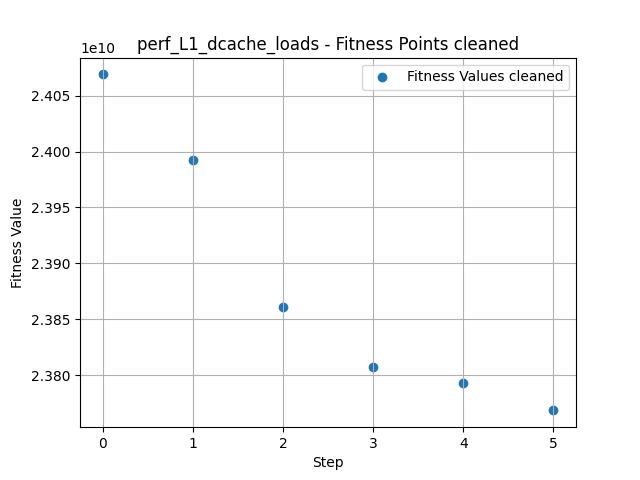 1e10
perf_L1_dcache_loads - Fitness Points cleaned
Fitness Values cleaned
2.405
2.400
2.395
2.390
2.385
2.380
Fitness Value
0 1 2 3 4 5
Step